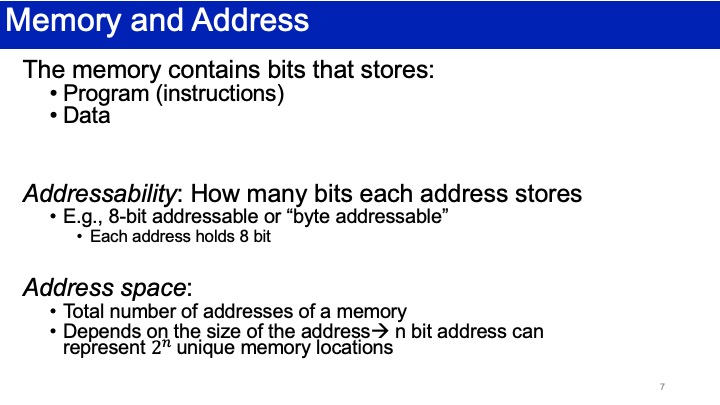 Memory and Address
The memory contains bits that stores:
• Program (instructions)
• Data
Addressability: How many bits each address stores
• E.g., 8-bit addressable or “byte addressable”
• Each address holds 8 bit
Address space:
• Total number of addresses of a memory
• Depends on the size of the address→ n bit address can
represent 2ⁿ unique memory locations
7